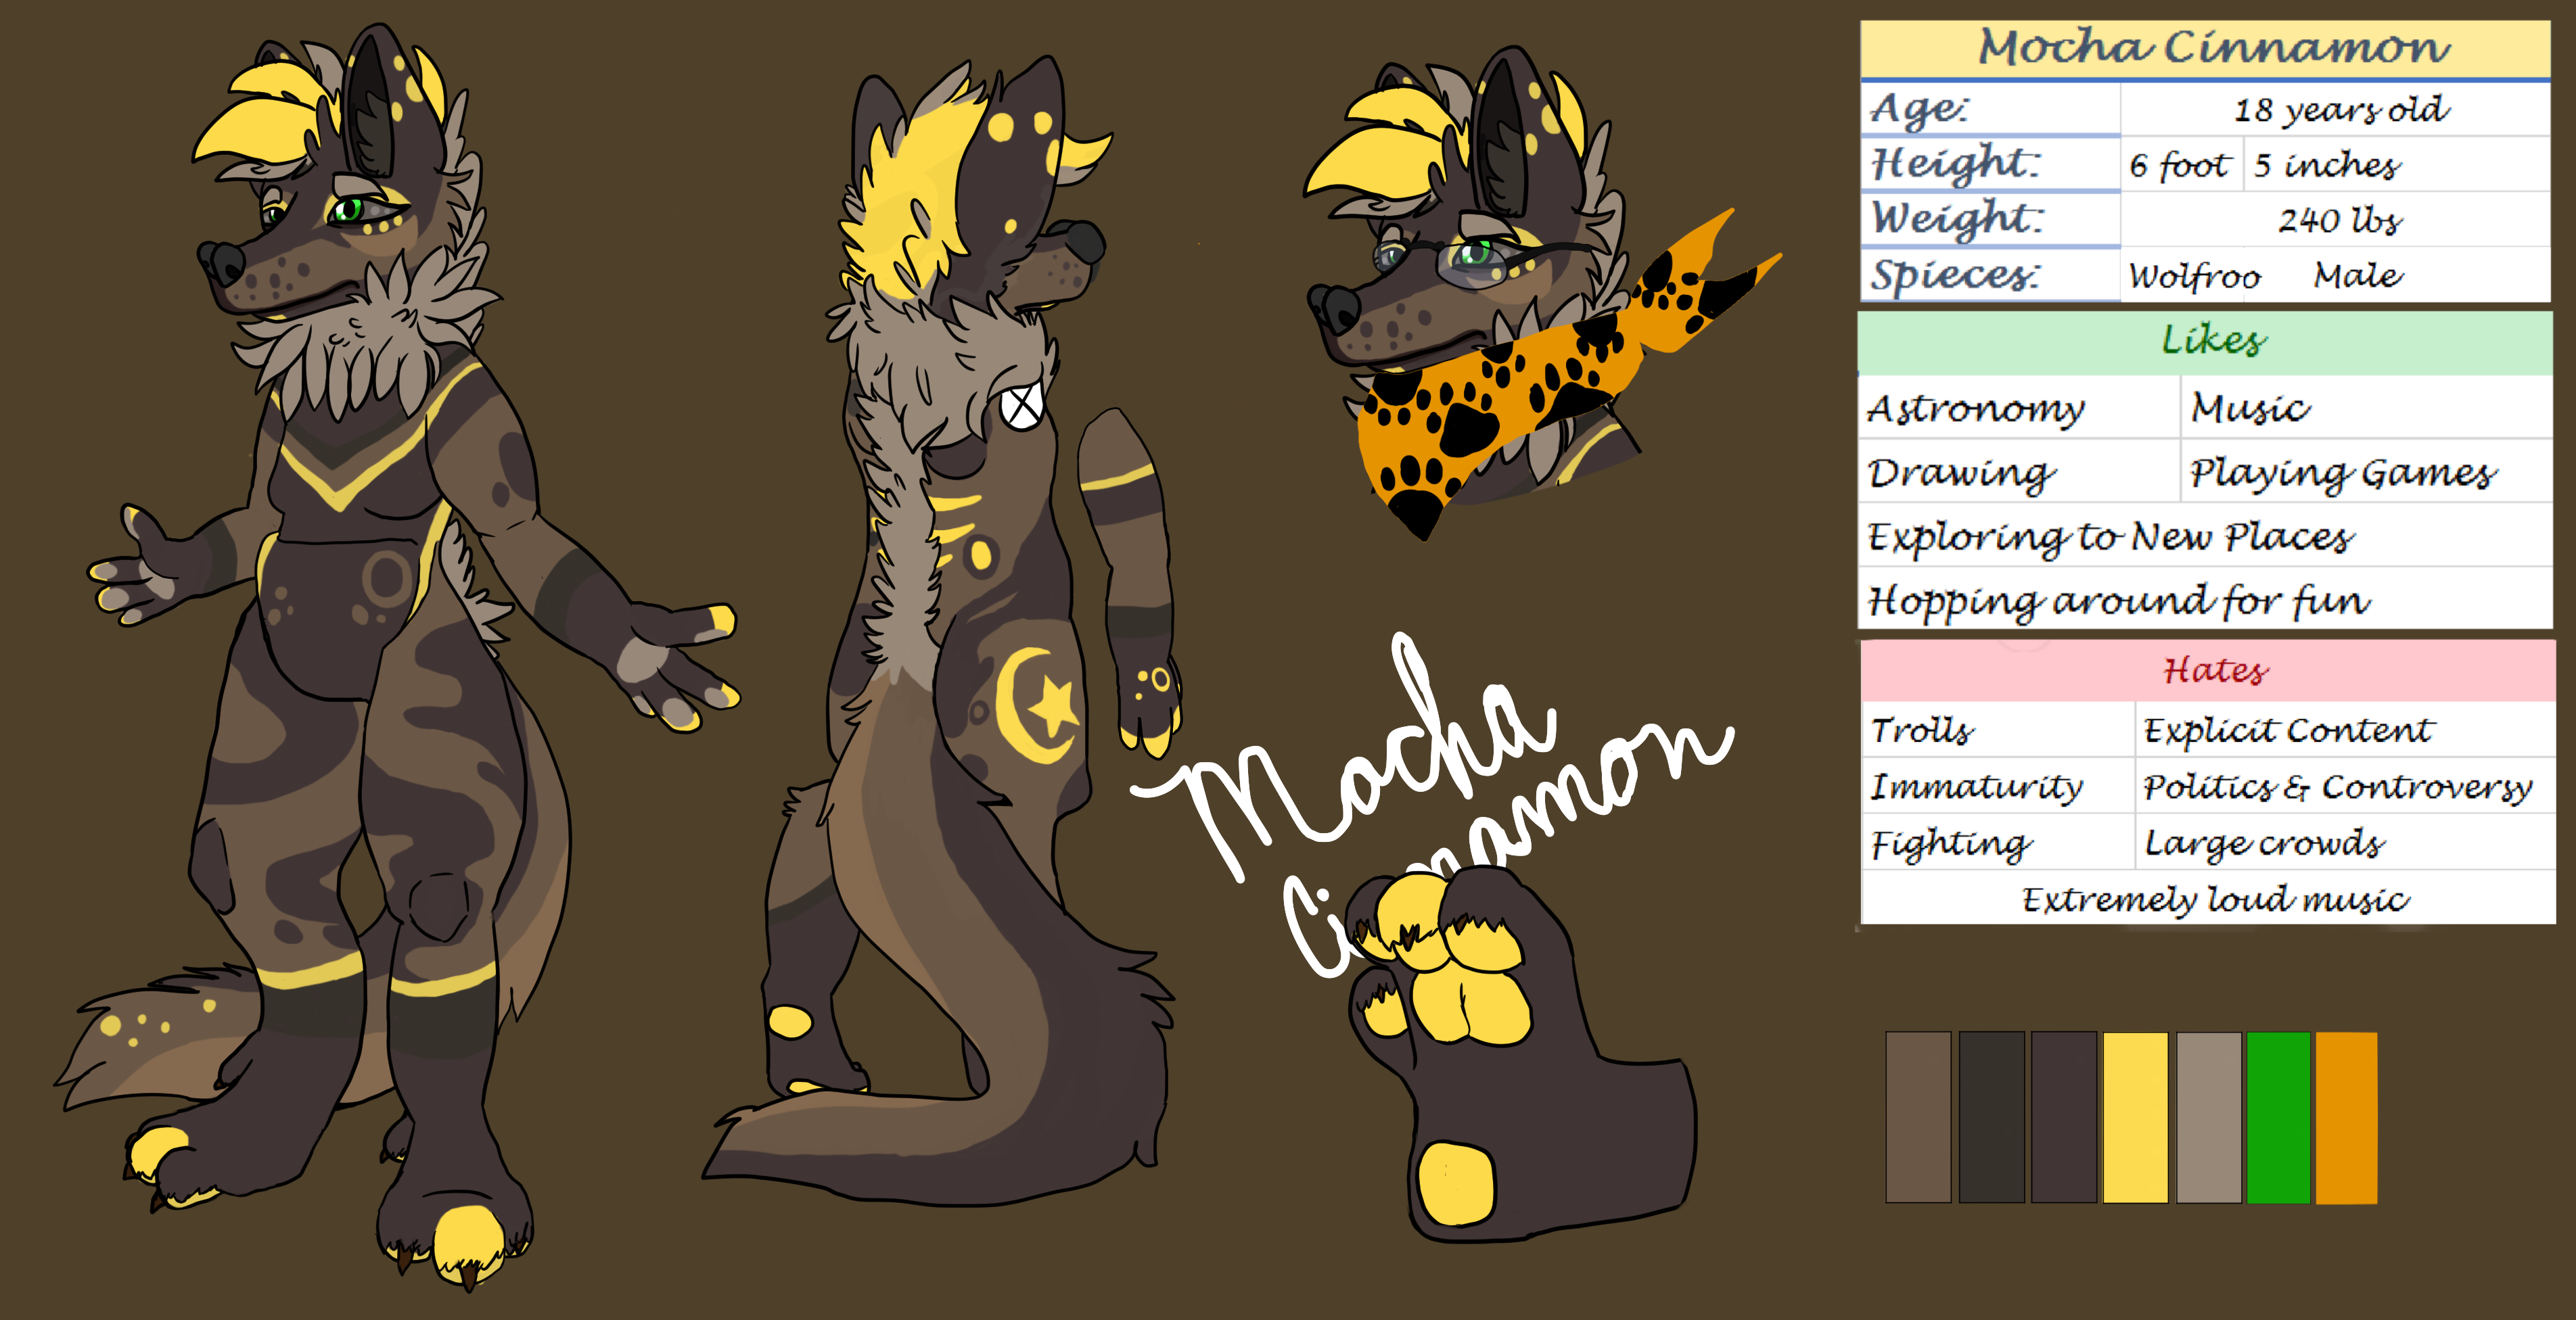 Mocha Cinnamon
Age: 18 years old
Height: 6 foot 5 inches
Weight: 240 lbs
Spieces: Wolfroo Male
Likes
Astronomy Music
Drawing Playing Games
Exploring to New Places
Hopping around for fun
Hates
Trolls Explicit Content
Immaturity Politics & Controversy
Fighting Large crowds
Extremely loud music
Mocha
Cinnamon